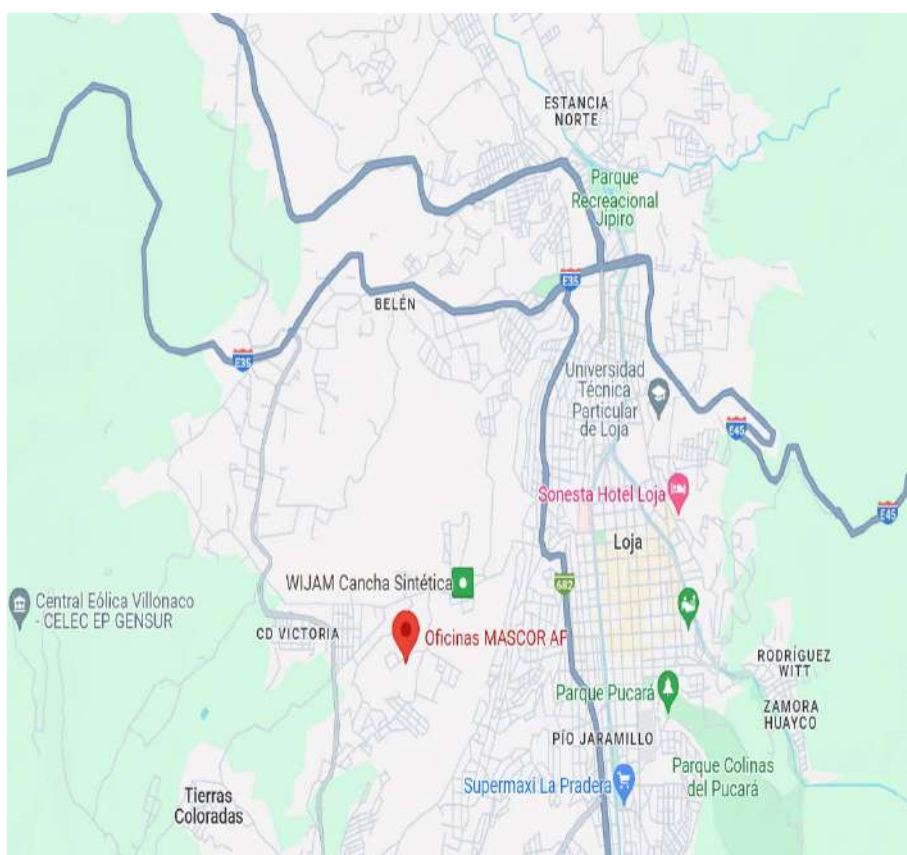 ESTANCIA
NORTE
Parque
Recreacional
Jipiro
E35
BELÉN
E35
Universidad
Técnica
Particular
de Loja
E45
Sonesta Hotel Loja
E45
Loja
WIJAM Cancha Sintética
682
Central Eólica Villonaco
- CELEC EP GENSUR
CD VICTORIA
Oficinas MASCOR AF
RODRÍGUEZ
WITT
Parque Pucará
ZAMORA
HUAYCO
PÍO JARAMILLO
Parque Colinas
del Pucará
Supermaxi La Pradera
Tierras
Coloradas